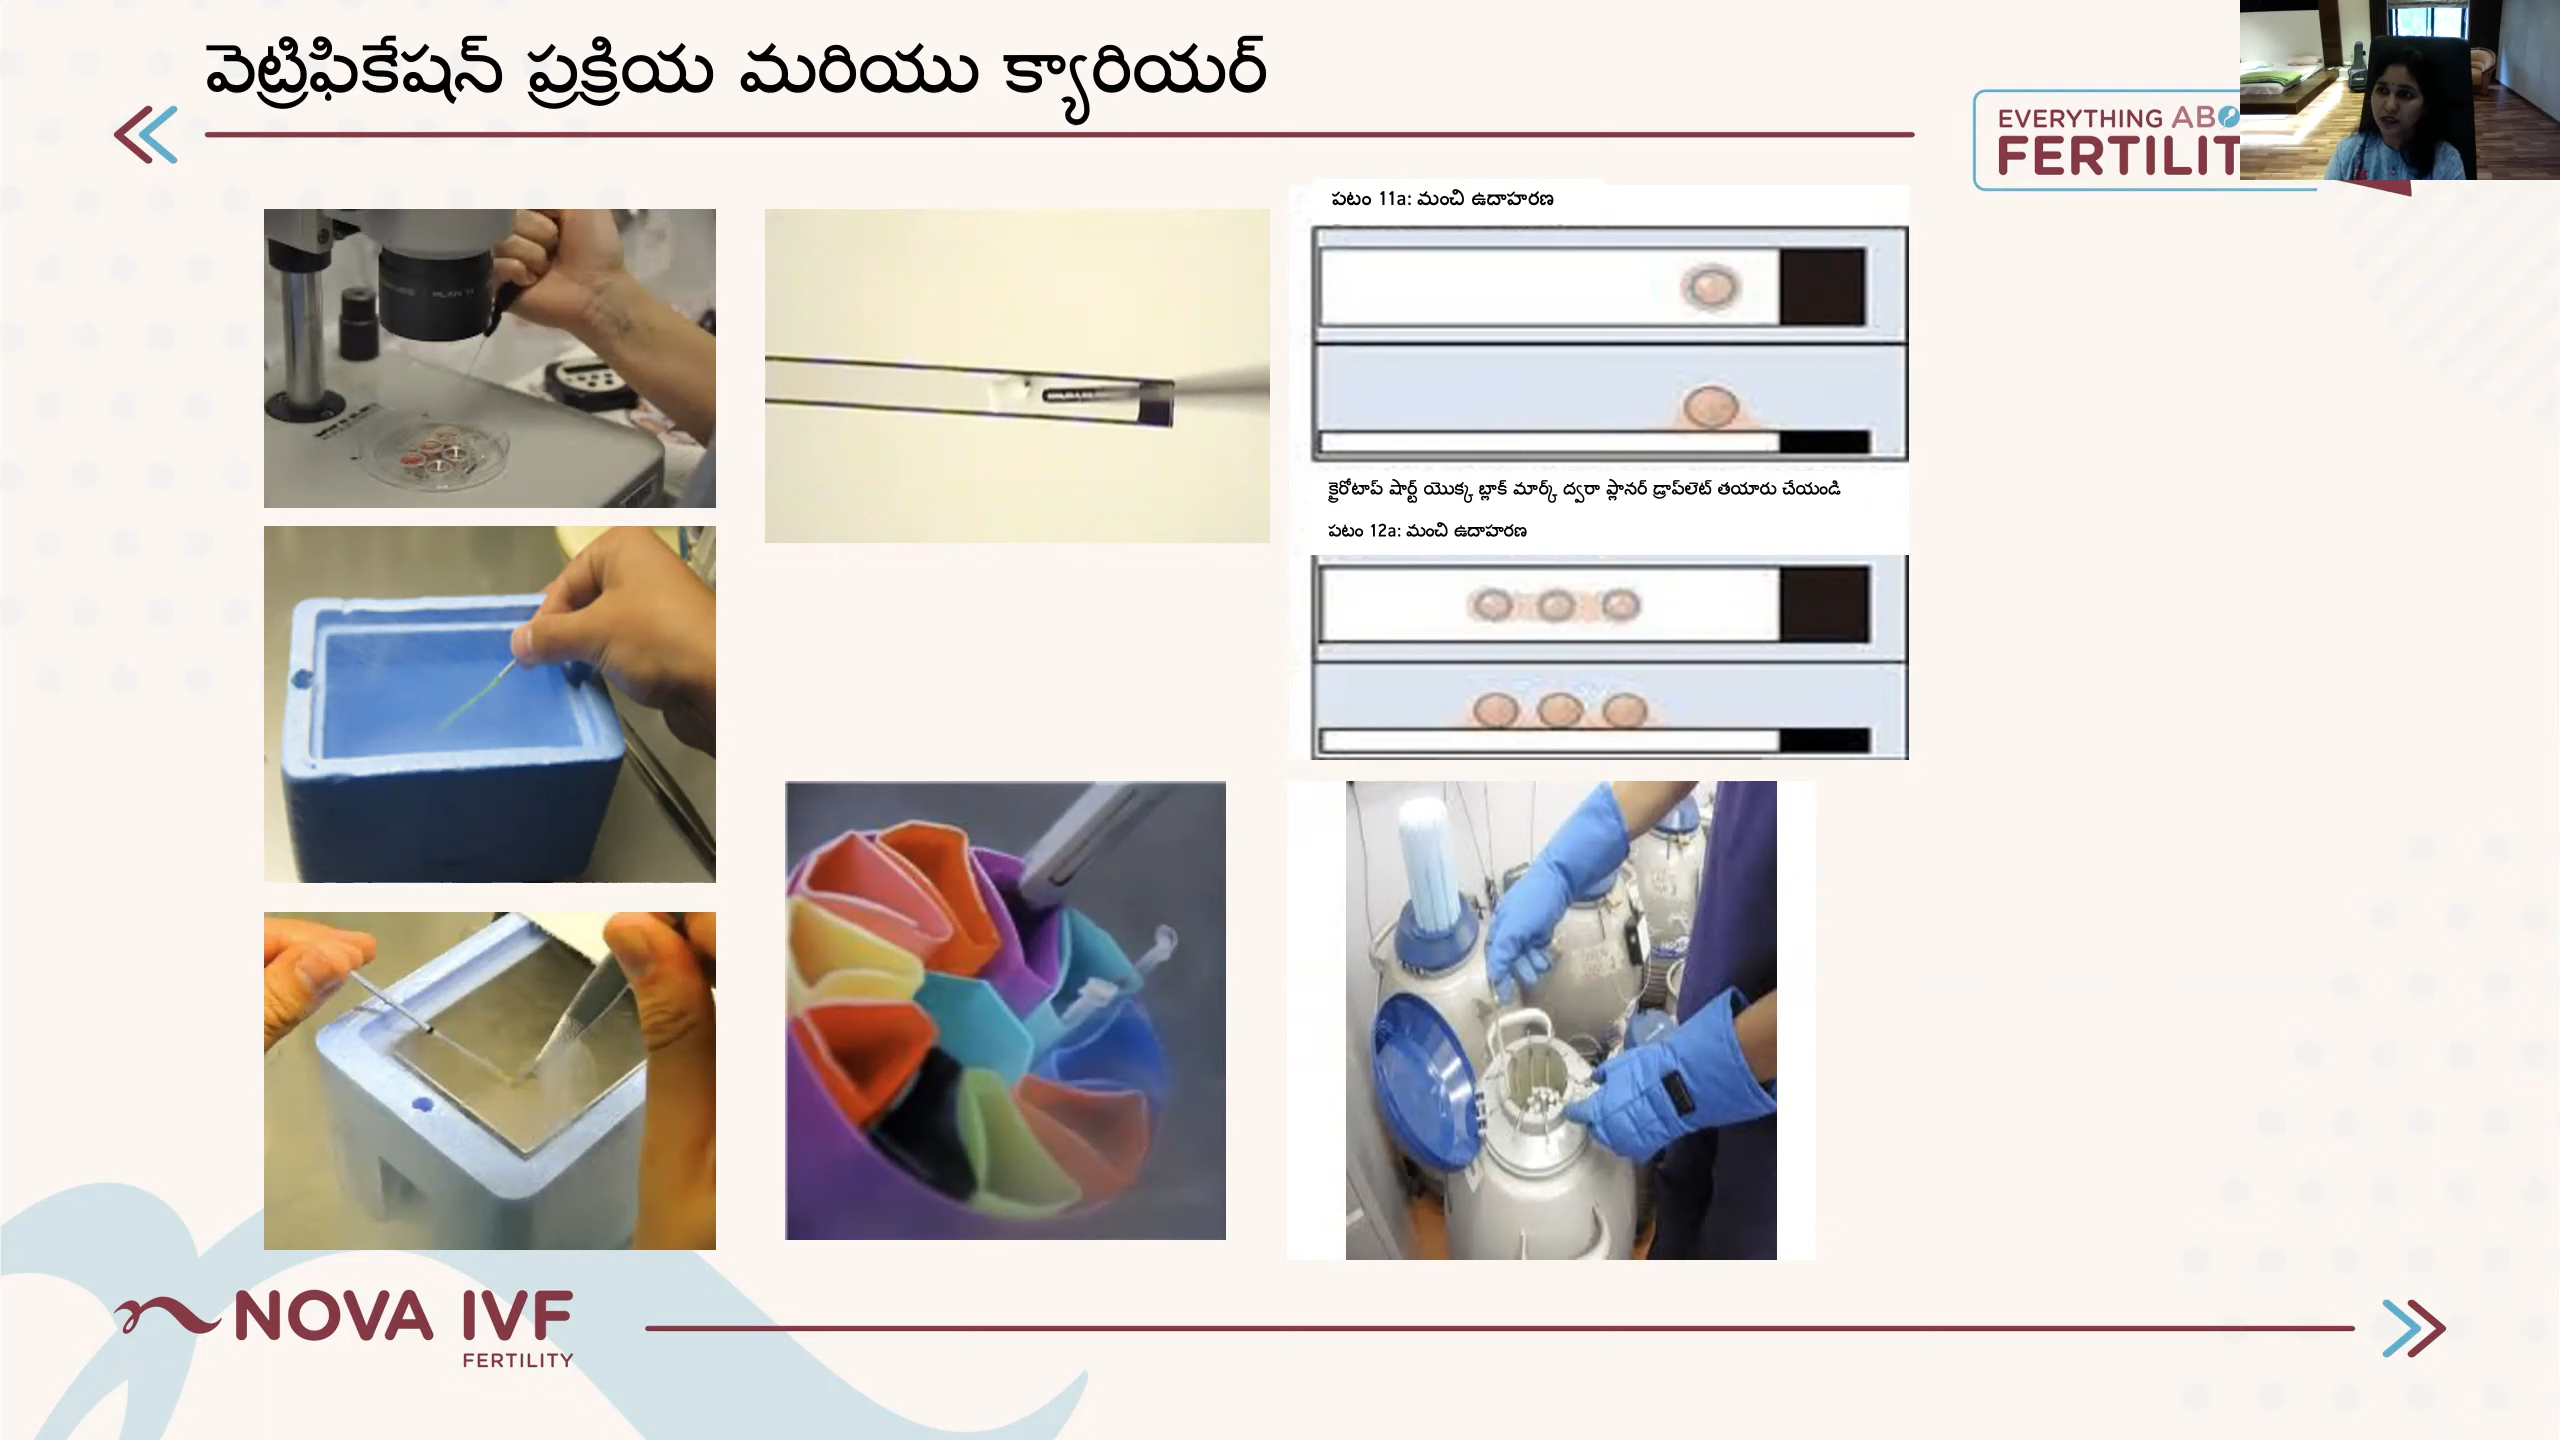 వెట్రిఫికేషన్ ప్రక్రియ మరియు క్యారియర్
EVERYTHING
FERTILIT
పటం 11a: మంచి ఉదాహరణ
క్రైరోటాప్ షార్ట్ యొక్క బ్లాక్ మార్క్ ద్వరా ప్లానర్ డ్రాప్‌లెట్ తయారు చేయండి
పటం 12a: మంచి ఉదాహరణ
NOVA IVF
FERTILITY